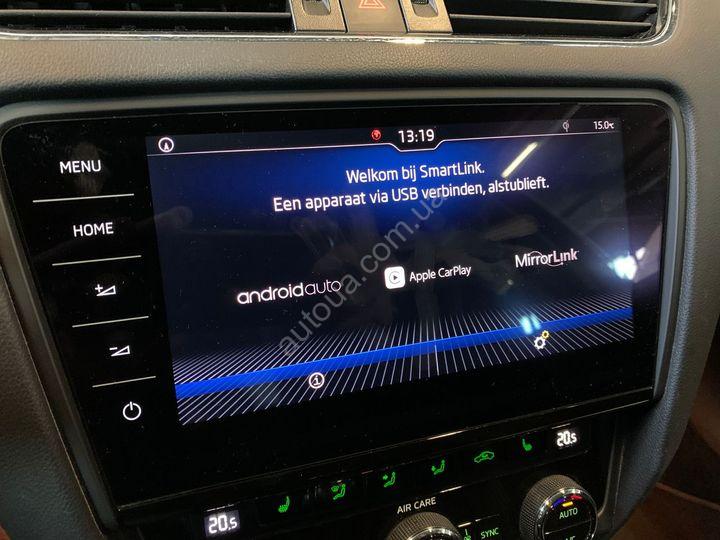 13:19
15.0℃
MENU
Welkom bij SmartLink.
Een apparaat via USB verbinden, alstublieft.
HOME
androidauto
Apple CarPlay
MirrorLink
autoua.com.ua
20.5
20.5
AIR CARE
SYNC
AUTO
A/C